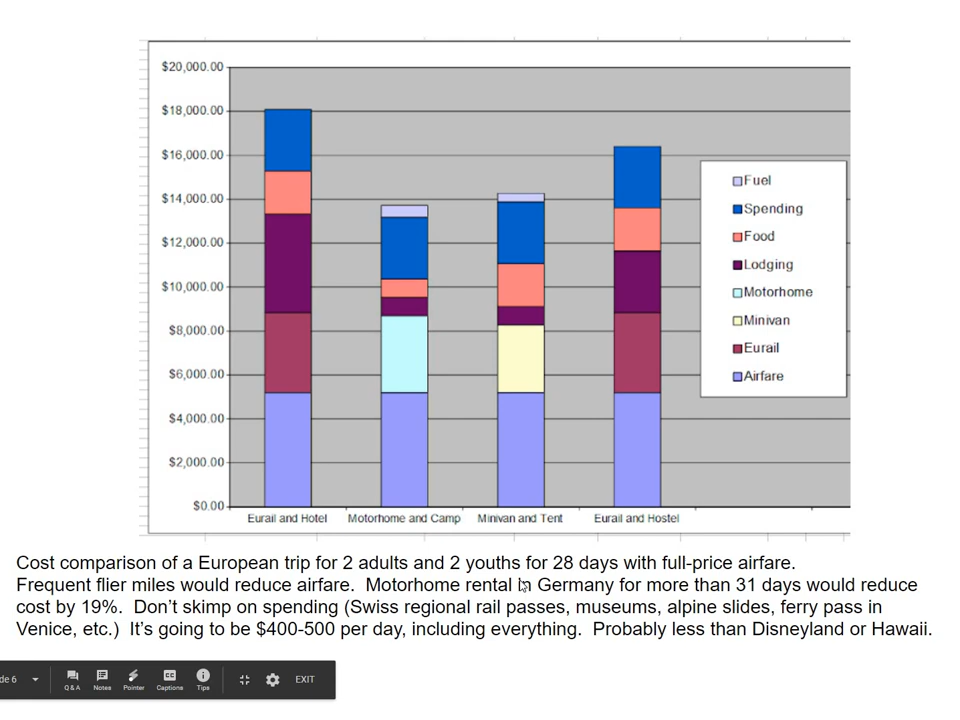 $20,000.00
$18,000.00
$16,000.00
$14,000.00
$12,000.00
$10,000.00
$8,000.00
$6,000.00
$4,000.00
$2,000.00
$0.00
Eurail and Hotel Motorhome and Camp Minivan and Tent Eurail and Hostel
Fuel
Spending
Food
Lodging
Motorhome
Minivan
Eurail
Airfare
Cost comparison of a European trip for 2 adults and 2 youths for 28 days with full-price airfare.
Frequent flier miles would reduce airfare. Motorhome rental in Germany for more than 31 days would reduce
cost by 19%. Don’t skimp on spending (Swiss regional rail passes, museums, alpine slides, ferry pass in
Venice, etc.) It’s going to be $400-500 per day, including everything. Probably less than Disneyland or Hawaii.
de 6
Q & A Notes Pointer Captions Tips EXIT